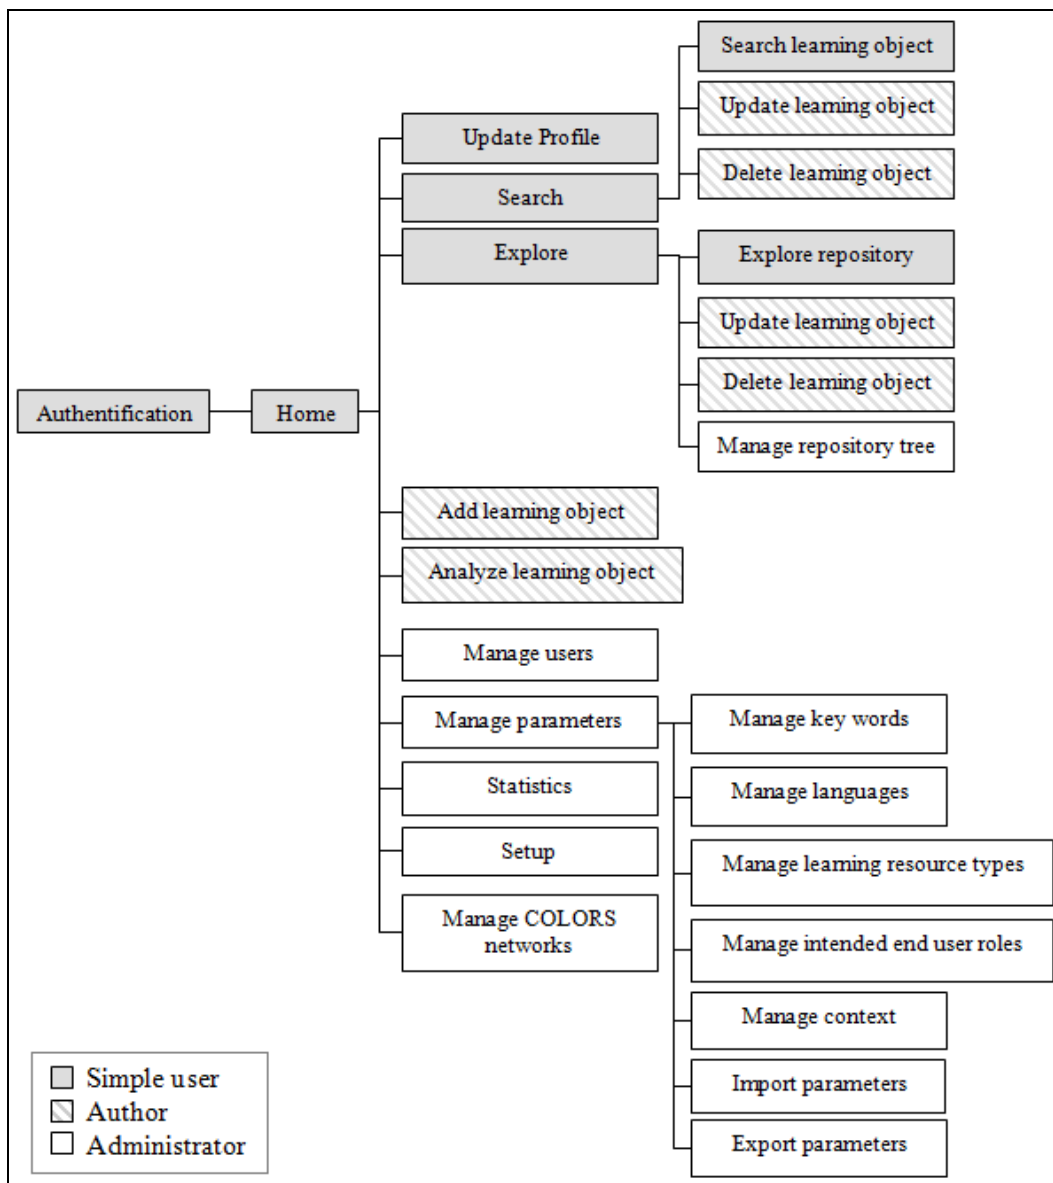 Search learning object
Update learning object
Delete learning object
Update Profile
Search
Explore
Explore repository
Update learning object
Delete learning object
Manage repository tree
Authentification
Home
Add learning object
Analyze learning object
Manage users
Manage parameters
Statistics
Setup
Manage COLORS
networks
Manage key words
Manage languages
Manage learning resource types
Manage intended end user roles
Manage context
Import parameters
Export parameters
Simple user
Author
Administrator